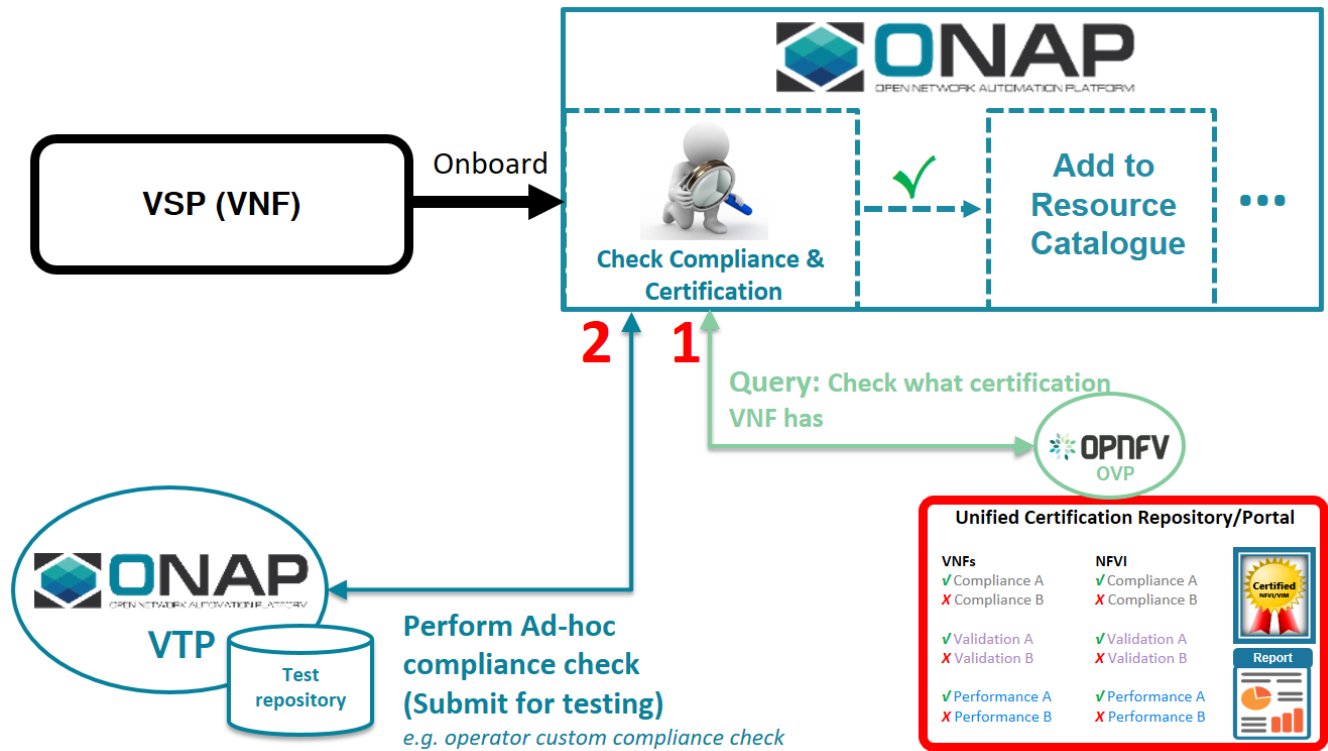 ONAP
OPEN NETWORK AUTOMATION PLATFORM
VSP (VNF)
Onboard
Check Compliance &
Certification
√
Add to
Resource
Catalogue
...
2
1
Query: Check what certification
VNF has
OPNFV
OVP
Unified Certification Repository/Portal
VNFs
√ Compliance A
X Compliance B
√ Validation A
X Validation B
√ Performance A
X Performance B
NFVI
√ Compliance A
X Compliance B
√ Validation A
X Validation B
√ Performance A
X Performance B
Certified
NFVI/VIM
Report
ONAP
OPEN NETWORK AUTOMATION PLATFORM
VTP
Test
repository
Perform Ad-hoc
compliance check
(Submit for testing)
e.g. operator custom compliance check